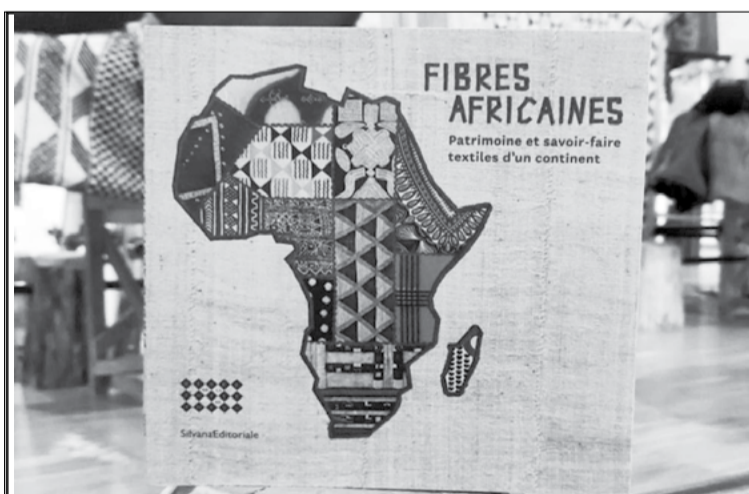 FIBRES
AFRICAINES
Patrimoine et savoir-faire
textiles d'un continent
SilvanaEditoriale